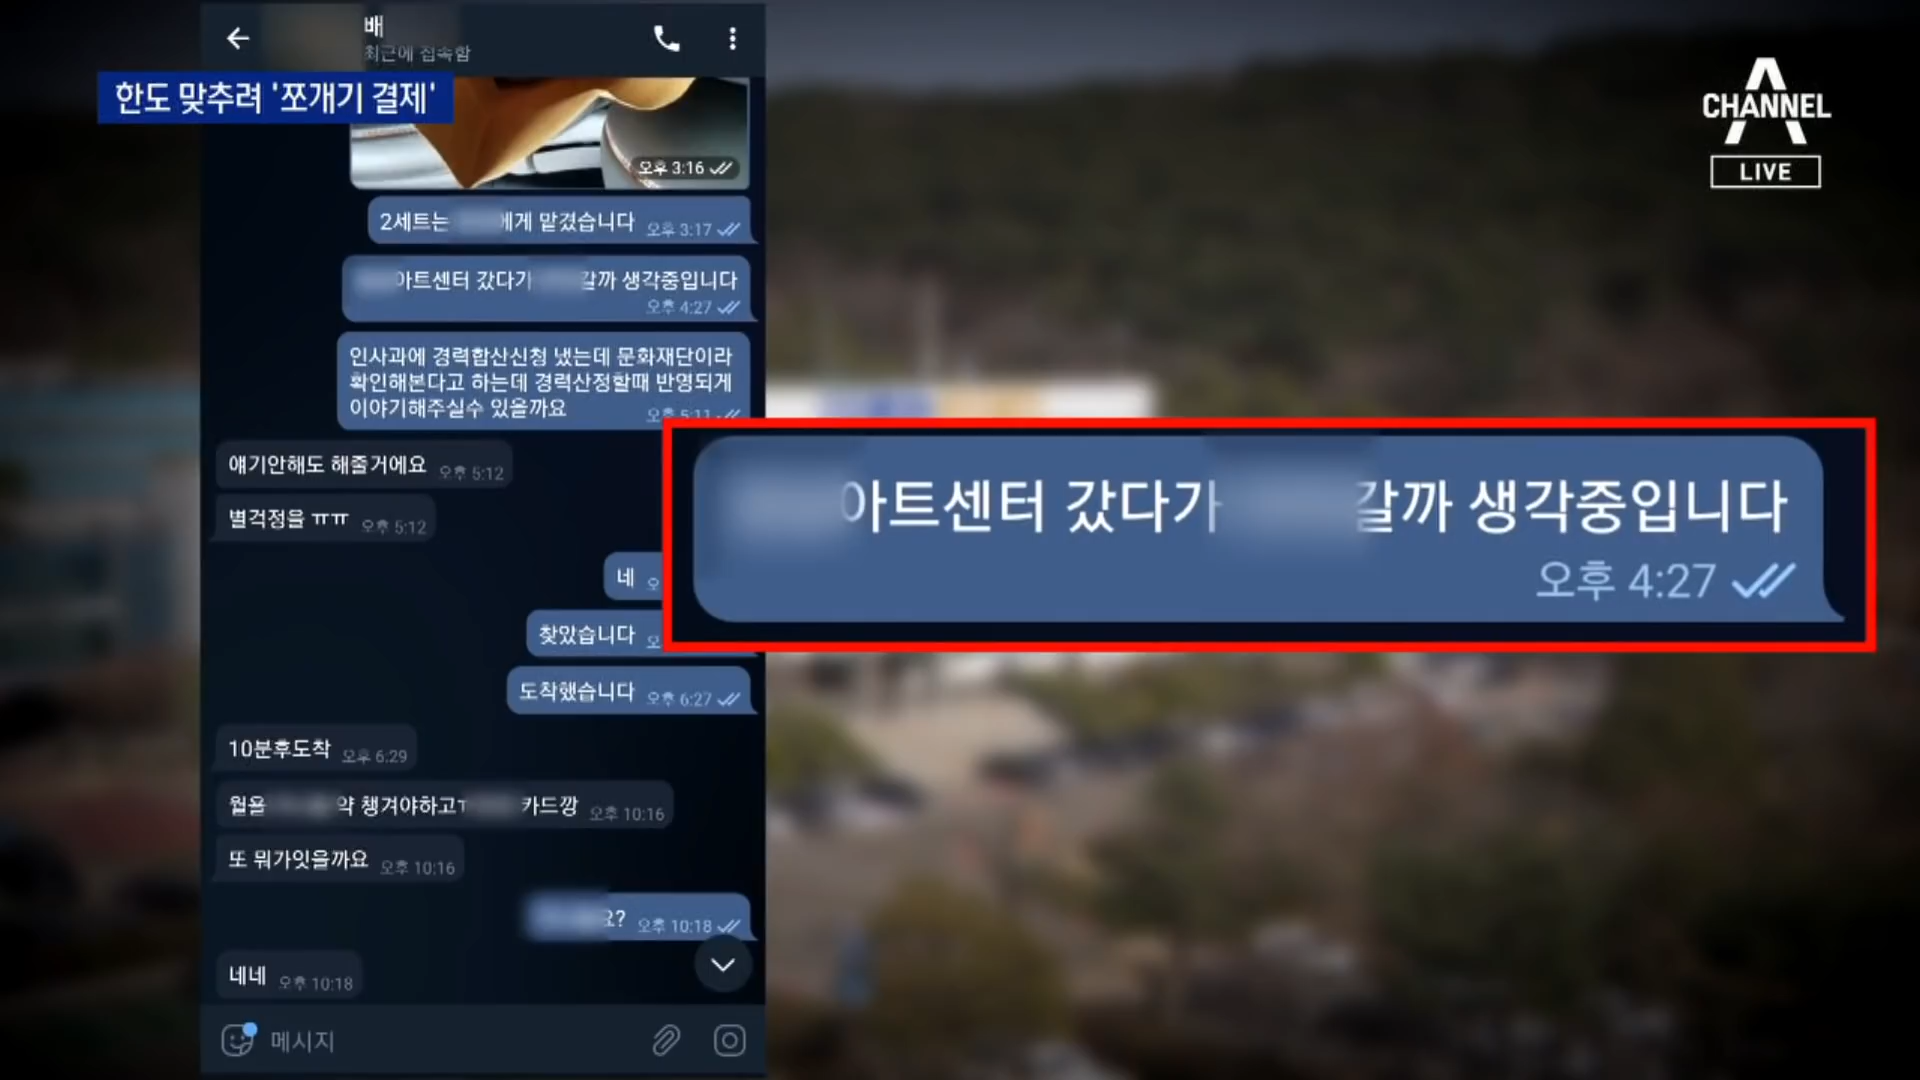 배
최근에 접속함
한도 맞추려 '쪼개기 결제'
CHANNEL A
LIVE
오후 3:16
2세트는 에게 맡겼습니다 오후 3:17
아트센터 갔다가 갈까 생각중입니다
오후 4:27
인사과에 경력합산신청 냈는데 문화재단이라
확인해본다고 하는데 경력산정할때 반영되게
이야기해주실수 있을까요 오후 5:11
얘기안해도 해줄거에요 오후 5:12
별걱정을 ㅠㅠ 오후 5:12
네
찾았습니다
도착했습니다 오후 6:27
10분후도착 오후 6:29
월욜 약 챙겨야하고 카드깡 오후 10:16
또 뭐가잇을까요 오후 10:16
요? 오후 10:18
네네 오후 10:18
메시지
아트센터 갔다가 갈까 생각중입니다
오후 4:27